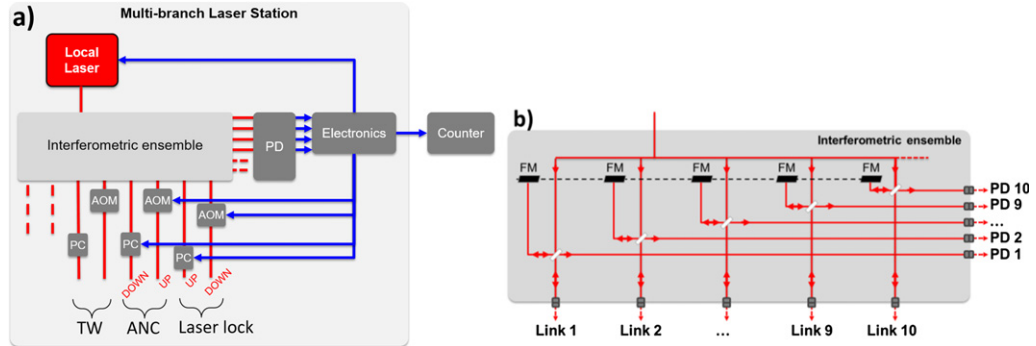 a)
Multi-branch Laser Station
Local
Laser
Interferometric ensemble
PD
Electronics
Counter
AOM
AOM
AOM
PC
PC
PC
DOWN
UP
UP
DOWN
TW
ANC
Laser lock
b)
Interferometric ensemble
FM
FM
FM
FM
FM
PD 10
PD 9
...
PD 2
PD 1
Link 1
Link 2
...
Link 9
Link 10